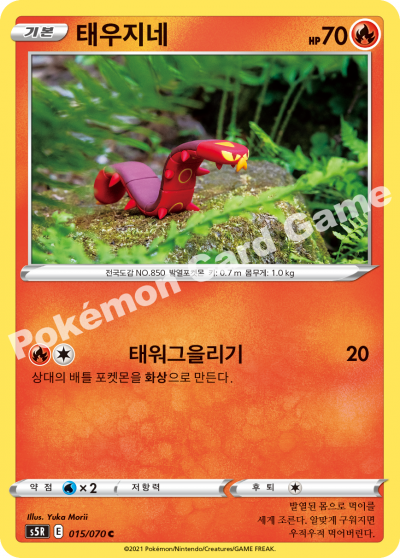 기본 태우지네 HP 70
전국도감 NO.850 발열포켓몬 키: 0.7 m 몸무게: 1.0 kg
Pokémon Card Game
태워그을리기 20
상대의 배틀 포켓몬을 화상으로 만든다.
약점 ×2 저항력 후퇴
Illus. Yuka Morii
발열된 몸으로 먹이를
세게 조른다. 알맞게 구워지면
우적우적 먹어버린다.
s5R E 015/070 C
©2021 Pokémon/Nintendo/Creatures/GAME FREAK.